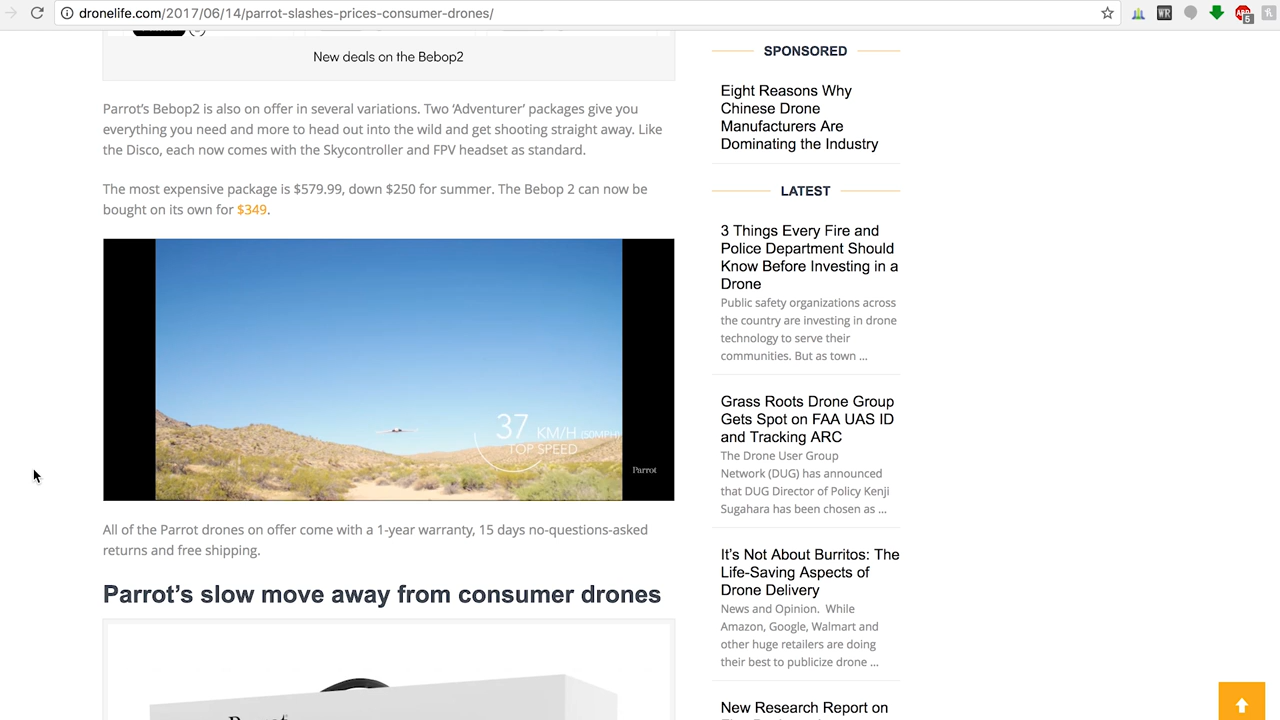 dronelife.com/2017/06/14/parrot-slashes-prices-consumer-drones/
New deals on the Bebop2
Parrot’s Bebop2 is also on offer in several variations. Two ‘Adventurer’ packages give you
everything you need and more to head out into the wild and get shooting straight away. Like
the Disco, each now comes with the Skycontroller and FPV headset as standard.
The most expensive package is $579.99, down $250 for summer. The Bebop 2 can now be
bought on its own for $349.
37 KM/H (50MPH)
TOP SPEED
Parrot
All of the Parrot drones on offer come with a 1-year warranty, 15 days no-questions-asked
returns and free shipping.
Parrot’s slow move away from consumer drones
Parrot
SPONSORED
Eight Reasons Why
Chinese Drone
Manufacturers Are
Dominating the Industry
LATEST
3 Things Every Fire and
Police Department Should
Know Before Investing in a
Drone
Public safety organizations across
the country are investing in drone
technology to serve their
communities. But as town ...
Grass Roots Drone Group
Gets Spot on FAA UAS ID
and Tracking ARC
The Drone User Group
Network (DUG) has announced
that DUG Director of Policy Kenji
Sugahara has been chosen as ...
It’s Not About Burritos: The
Life-Saving Aspects of
Drone Delivery
News and Opinion.  While
Amazon, Google, Walmart and
other huge retailers are doing
their best to publicize drone ...
New Research Report on
WR
ABP
5